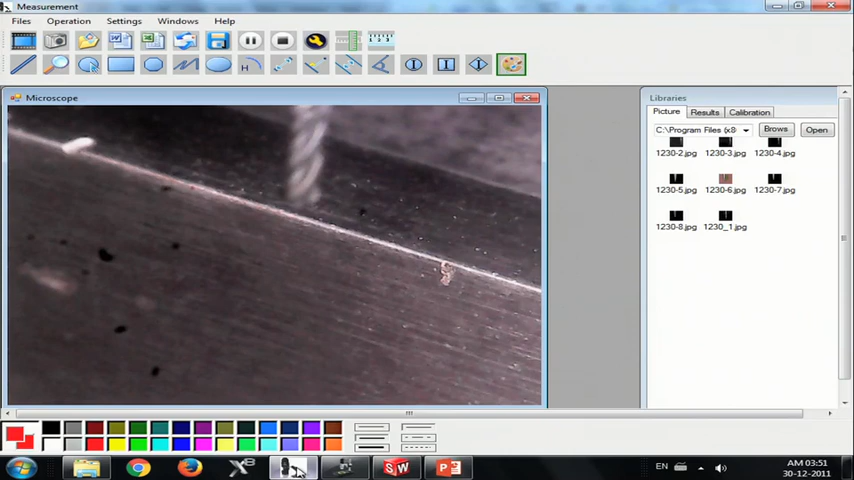 Measurement
Files Operation Settings Windows Help
Microscope
Libraries
Picture Results Calibration
C:\Program Files (x8 Brows Open
1230-2.jpg 1230-3.jpg 1230-4.jpg
1230-5.jpg 1230-6.jpg 1230-7.jpg
1230-8.jpg 1230_1.jpg
EN AM 03:51
30-12-2011